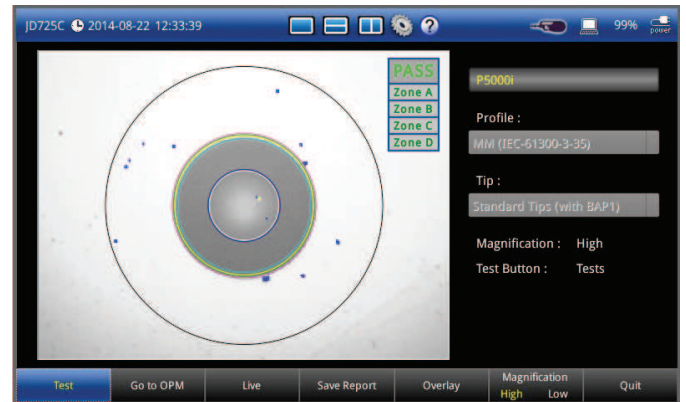 JD725C 2014-08-22 12:33:39 ? 99% power
PASS
Zone A
Zone B
Zone C
Zone D
P5000i
Profile :
MM (IEC-61300-3-35)
Tip :
Standard Tips (with BAP1)
Magnification : High
Test Button : Tests
Test Go to OPM Live Save Report Overlay Magnification High Low Quit